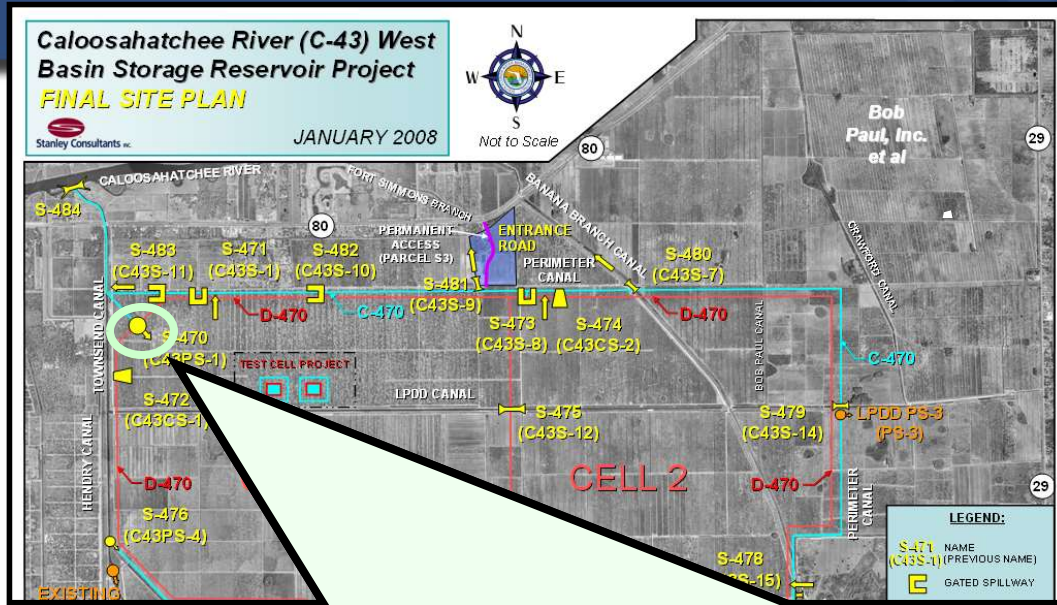 Caloosahatchee River (C-43) West
Basin Storage Reservoir Project
FINAL SITE PLAN
Stanley Consultants INC.
JANUARY 2008
N
W E
S
Not to Scale
80
29
Bob
Paul, Inc.
et al
CALOOSAHATCHEE RIVER
FORT SIMMONS BRANCH
BANANA BRANCH CANAL
CRAWFORD CANAL
S-484
80
PERMANENT
ACCESS
(PARCEL S3)
ENTRANCE
ROAD
PERIMETER
CANAL
S-483
(C43S-11)
S-471
(C43S-1)
S-482
(C43S-10)
S-481
(C43S-9)
S-480
(C43S-7)
D-470
C-470
S-473
(C43S-8)
S-474
(C43CS-2)
D-470
TOWNSEND CANAL
S-470
(C43PS-1)
TEST CELL PROJECT
BOB PAUL CANAL
C-470
S-472
(C43CS-1)
LPDD CANAL
S-475
(C43S-12)
S-479
(C43S-14)
LPDD PS-3
(PS-3)
HENDRY CANAL
D-470
CELL 2
D-470
PERIMETER
CANAL
29
S-476
(C43PS-4)
EXISTING
S-478
S-15)
LEGEND:
S-471 NAME
(C43S-1) (PREVIOUS NAME)
GATED SPILLWAY